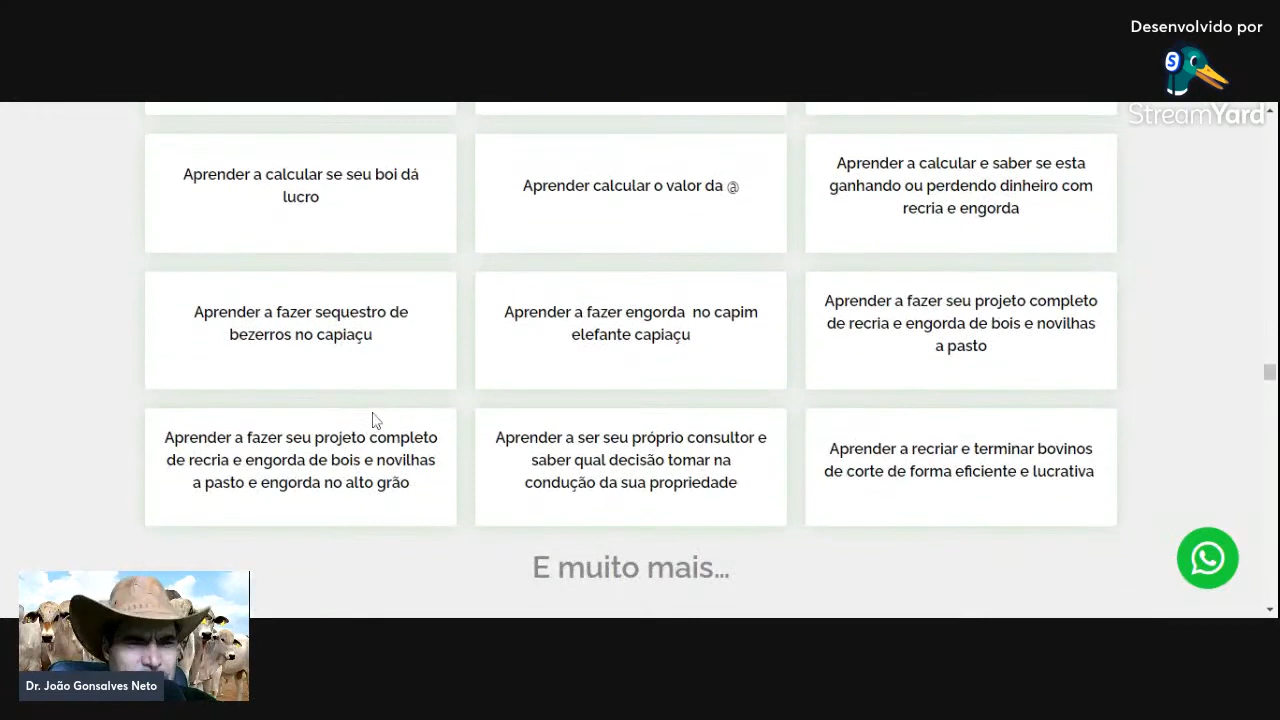 Desenvolvido por
StreamYard
Aprender a calcular se seu boi dá
lucro
Aprender calcular o valor da @
Aprender a calcular e saber se esta
ganhando ou perdendo dinheiro com
recria e engorda
Aprender a fazer sequestro de
bezerros no capiaçu
Aprender a fazer engorda no capim
elefante capiaçu
Aprender a fazer seu projeto completo
de recria e engorda de bois e novilhas
a pasto
Aprender a fazer seu projeto completo
de recria e engorda de bois e novilhas
a pasto e engorda no alto grão
Aprender a ser seu próprio consultor e
saber qual decisão tomar na
condução da sua propriedade
Aprender a recriar e terminar bovinos
de corte de forma eficiente e lucrativa
E muito mais...
Dr. João Gonsalves Neto